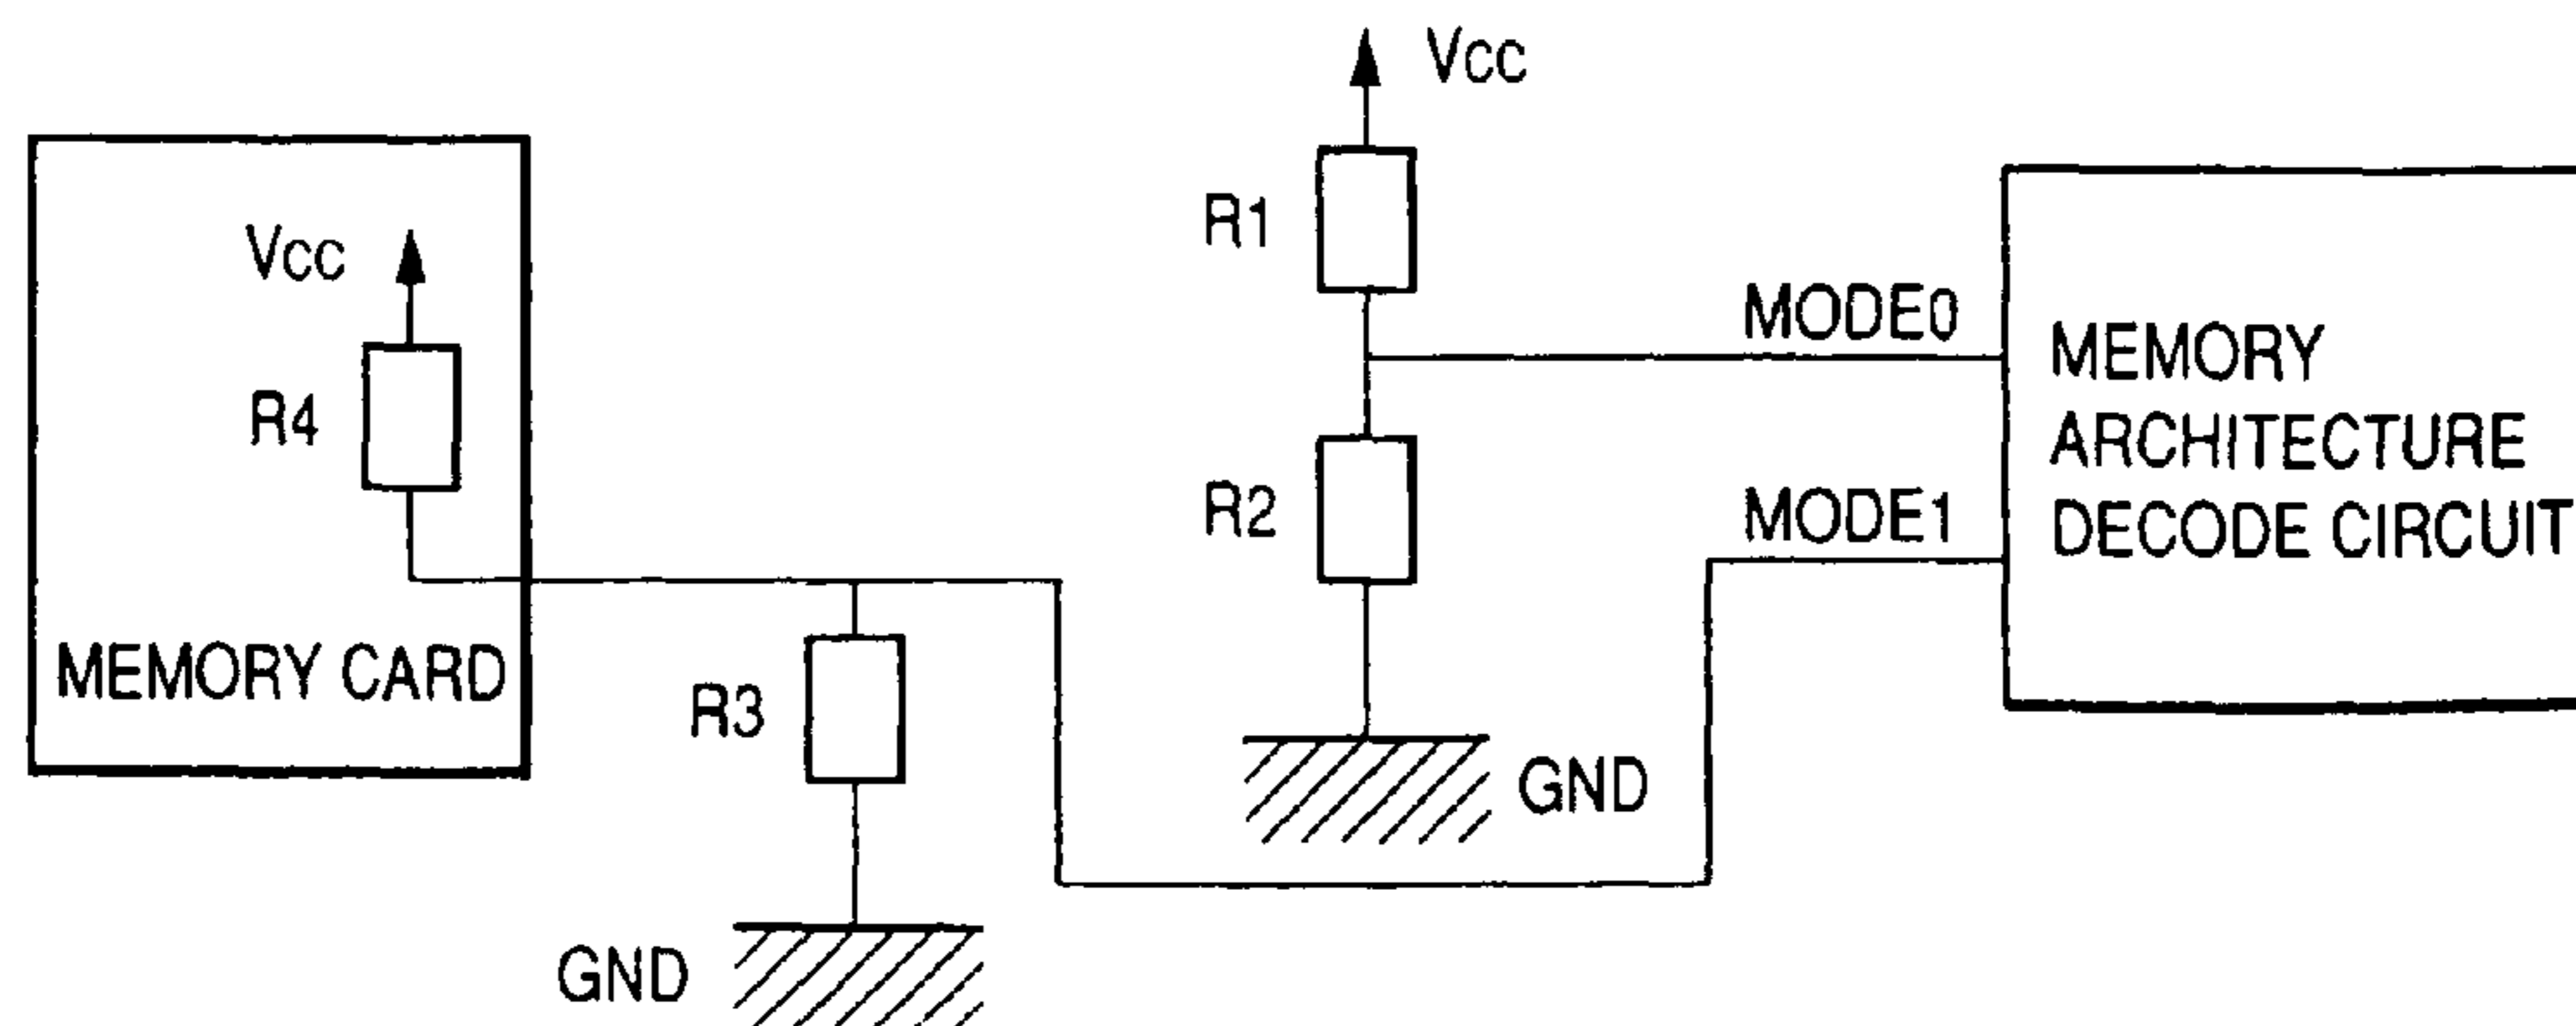 VCC
R1
VCC
R4
MODE0
MEMORY
ARCHITECTURE
DECODE CIRCUIT
R2
MODE1
MEMORY CARD
R3
GND
GND